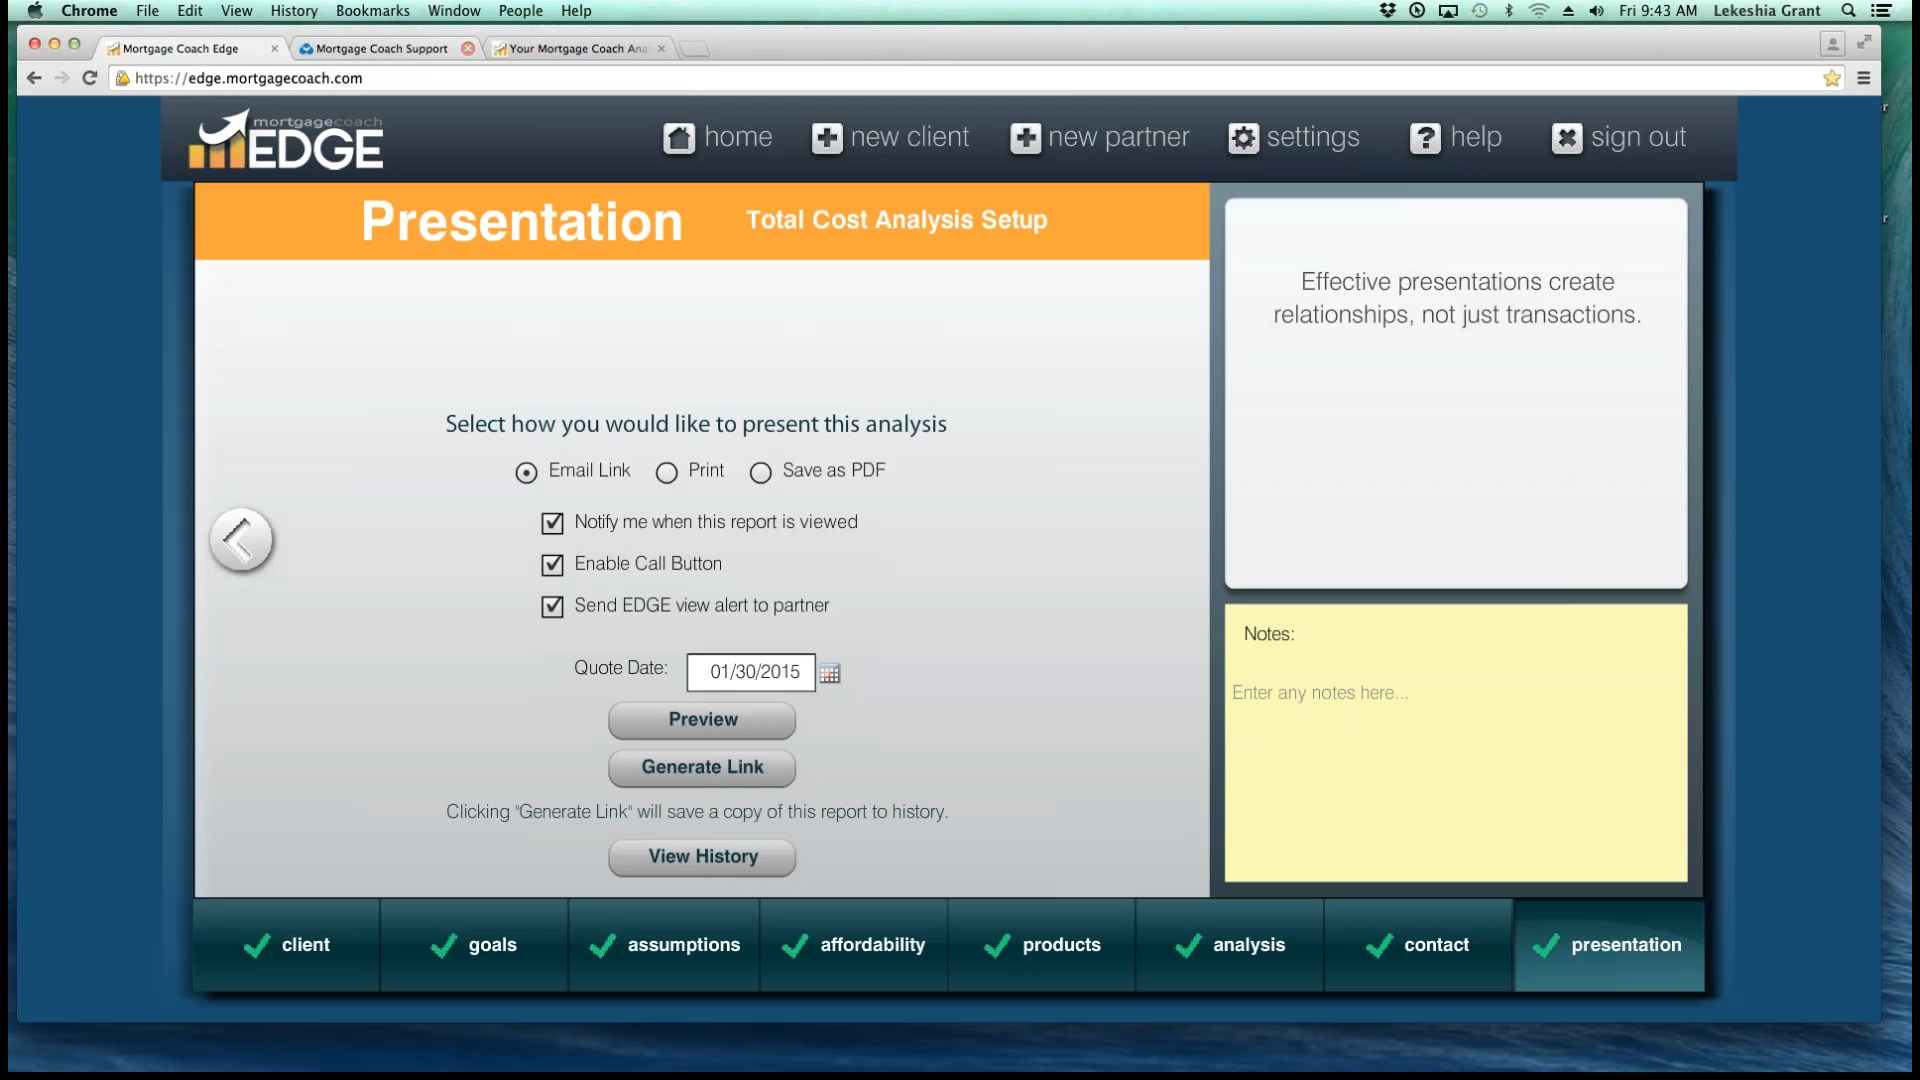 Chrome File Edit View History Bookmarks Window People Help Fri 9:43 AM Lekeshia Grant
Mortgage Coach Edge Mortgage Coach Support Your Mortgage Coach Ana
https://edge.mortgagecoach.com
mortgagecoach
EDGE
home new client new partner settings help sign out
Presentation Total Cost Analysis Setup
Effective presentations create
relationships, not just transactions.
Select how you would like to present this analysis
Email Link Print Save as PDF
Notify me when this report is viewed
Enable Call Button
Send EDGE view alert to partner
Quote Date: 01/30/2015
Preview
Generate Link
Clicking "Generate Link" will save a copy of this report to history.
View History
Notes:
Enter any notes here...
client goals assumptions affordability products analysis contact presentation